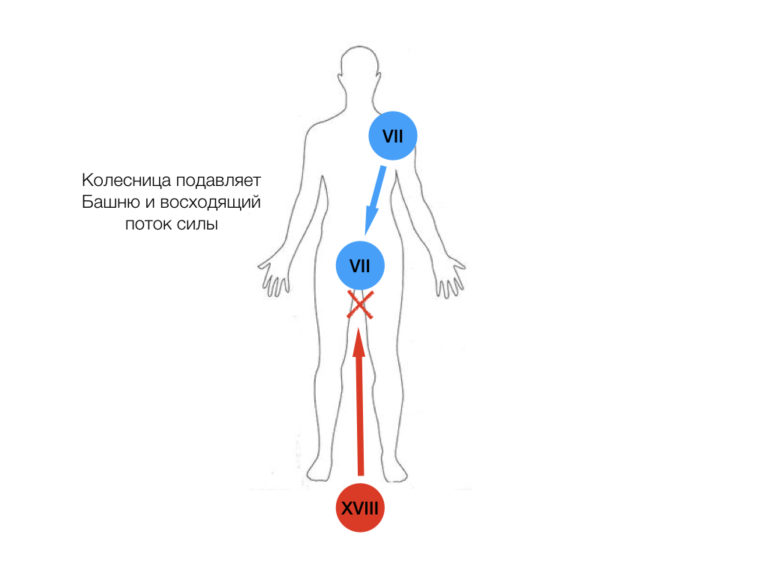 VII
Колесница подавляет
Башню и восходящий
поток силы
VII
XVIII